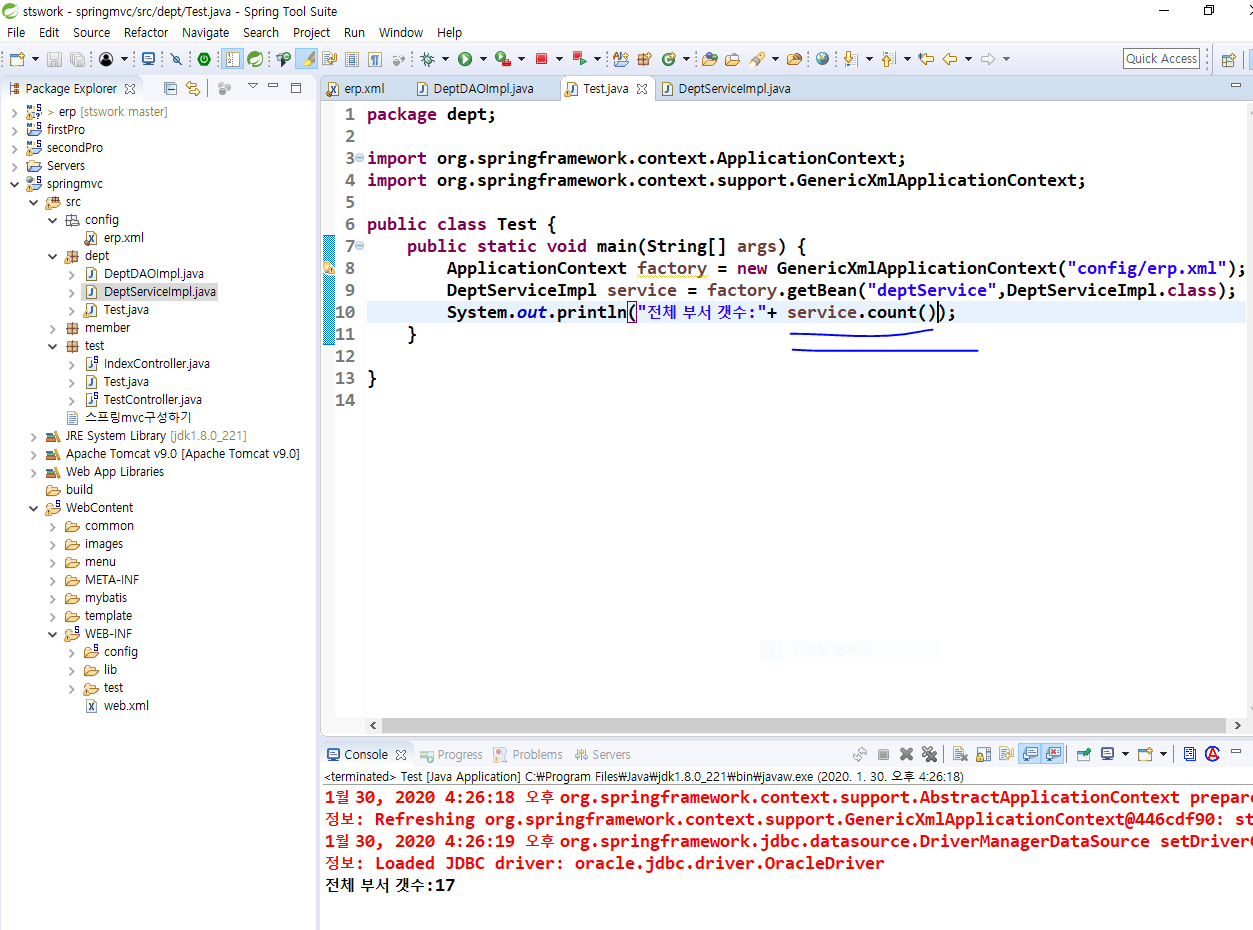 stswork - springmvc/src/dept/Test.java - Spring Tool Suite
File Edit Source Refactor Navigate Search Project Run Window Help
Quick Access
Package Explorer
erp.xml DeptDAOImpl.java Test.java DeptServiceImpl.java
> erp [stswork master]
firstPro
secondPro
Servers
springmvc
src
config
erp.xml
dept
DeptDAOImpl.java
DeptServiceImpl.java
Test.java
member
test
IndexController.java
Test.java
TestController.java
스프링mvc구성하기
JRE System Library [jdk1.8.0_221]
Apache Tomcat v9.0 [Apache Tomcat v9.0]
Web App Libraries
build
WebContent
common
images
menu
META-INF
mybatis
template
WEB-INF
config
lib
test
web.xml
1 package dept;
2
3 import org.springframework.context.ApplicationContext;
4 import org.springframework.context.support.GenericXmlApplicationContext;
5
6 public class Test {
7 public static void main(String[] args) {
8 ApplicationContext factory = new GenericXmlApplicationContext("config/erp.xml");
9 DeptServiceImpl service = factory.getBean("deptService",DeptServiceImpl.class);
10 System.out.println("전체 부서 갯수:"+ service.count());
11 }
12
13 }
14
Console Progress Problems Servers
<terminated> Test [Java Application] C:₩Program Files₩Java₩jdk1.8.0_221₩bin₩javaw.exe (2020. 1. 30. 오후 4:26:18)
1월 30, 2020 4:26:18 오후 org.springframework.context.support.AbstractApplicationContext prepare
정보: Refreshing org.springframework.context.support.GenericXmlApplicationContext@446cdf90: st
1월 30, 2020 4:26:19 오후 org.springframework.jdbc.datasource.DriverManagerDataSource setDriver
정보: Loaded JDBC driver: oracle.jdbc.driver.OracleDriver
전체 부서 갯수:17